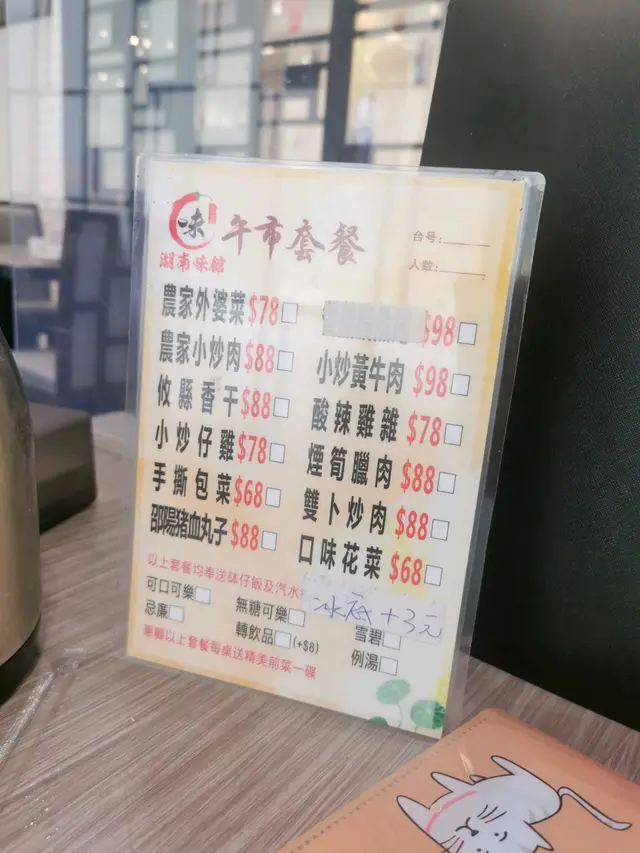 味
湖南味館
午市套餐
台号:
人数:
農家外婆菜 $78
農家小炒肉 $88
攸縣香干 $88
小炒仔雞 $78
手撕包菜 $68
邵陽猪血丸子 $88
$98
小炒黃牛肉 $98
酸辣雞雜 $78
煙筍臘肉 $88
雙卜炒肉 $88
口味花菜 $68
以上套餐均奉送砵仔飯及汽水
可口可樂
無糖可樂
冰底+3元
忌廉
轉飲品 (+$8)
雪碧
例湯
惠顧以上套餐每桌送精美前菜一碟